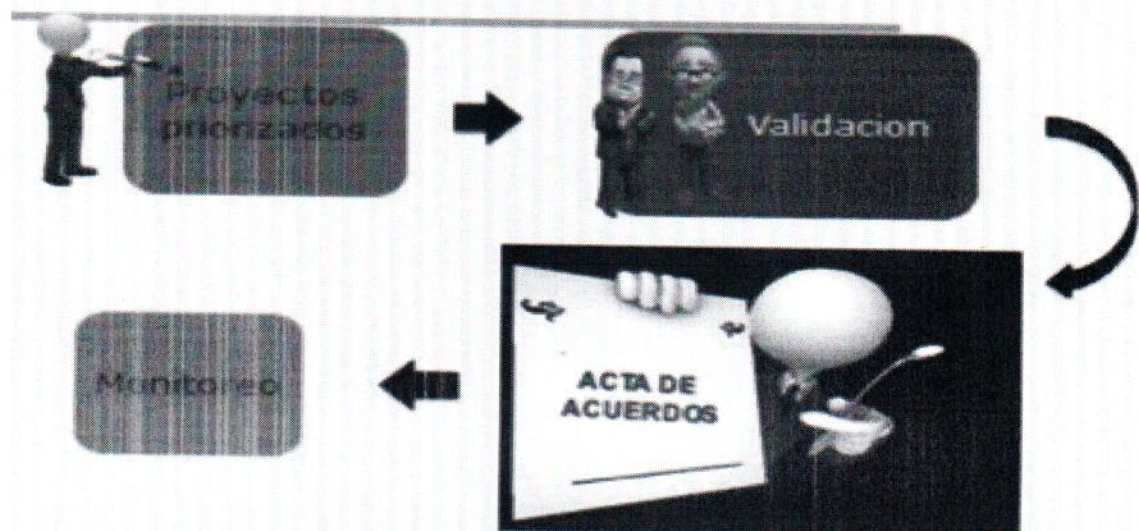 Proyectos
priorizados
Validacion
ACTA DE
ACUERDOS
Monitoreo